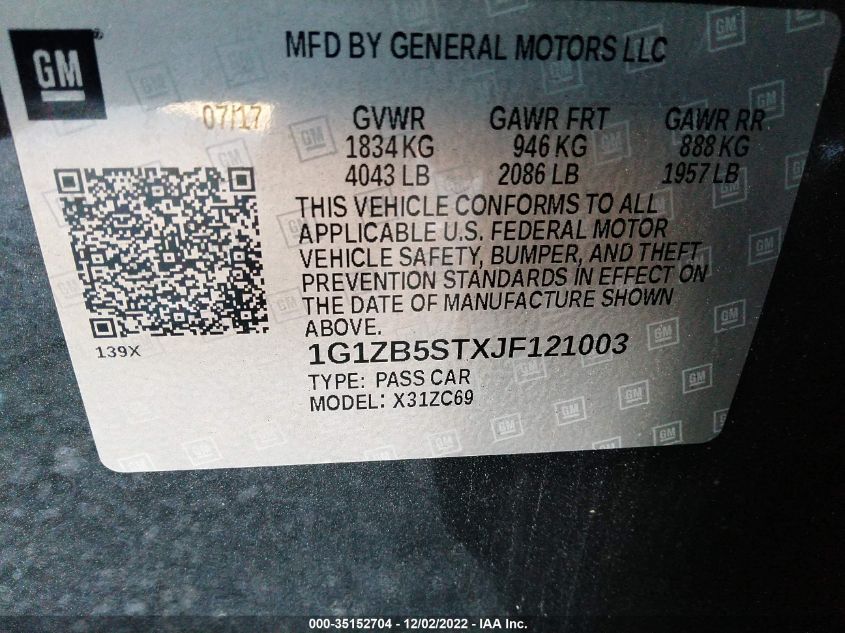 GM
MFD BY GENERAL MOTORS LLC
07/17 GVWR GAWR FRT GAWR RR
1834 KG 946 KG 888 KG
4043 LB 2086 LB 1957 LB
THIS VEHICLE CONFORMS TO ALL
APPLICABLE U.S. FEDERAL MOTOR
VEHICLE SAFETY, BUMPER, AND THEFT
PREVENTION STANDARDS IN EFFECT ON
THE DATE OF MANUFACTURE SHOWN
ABOVE.
139X
1G1ZB5STXJF121003
TYPE: PASS CAR
MODEL: X31ZC69
000-35152704 - 12/02/2022 - IAA Inc.